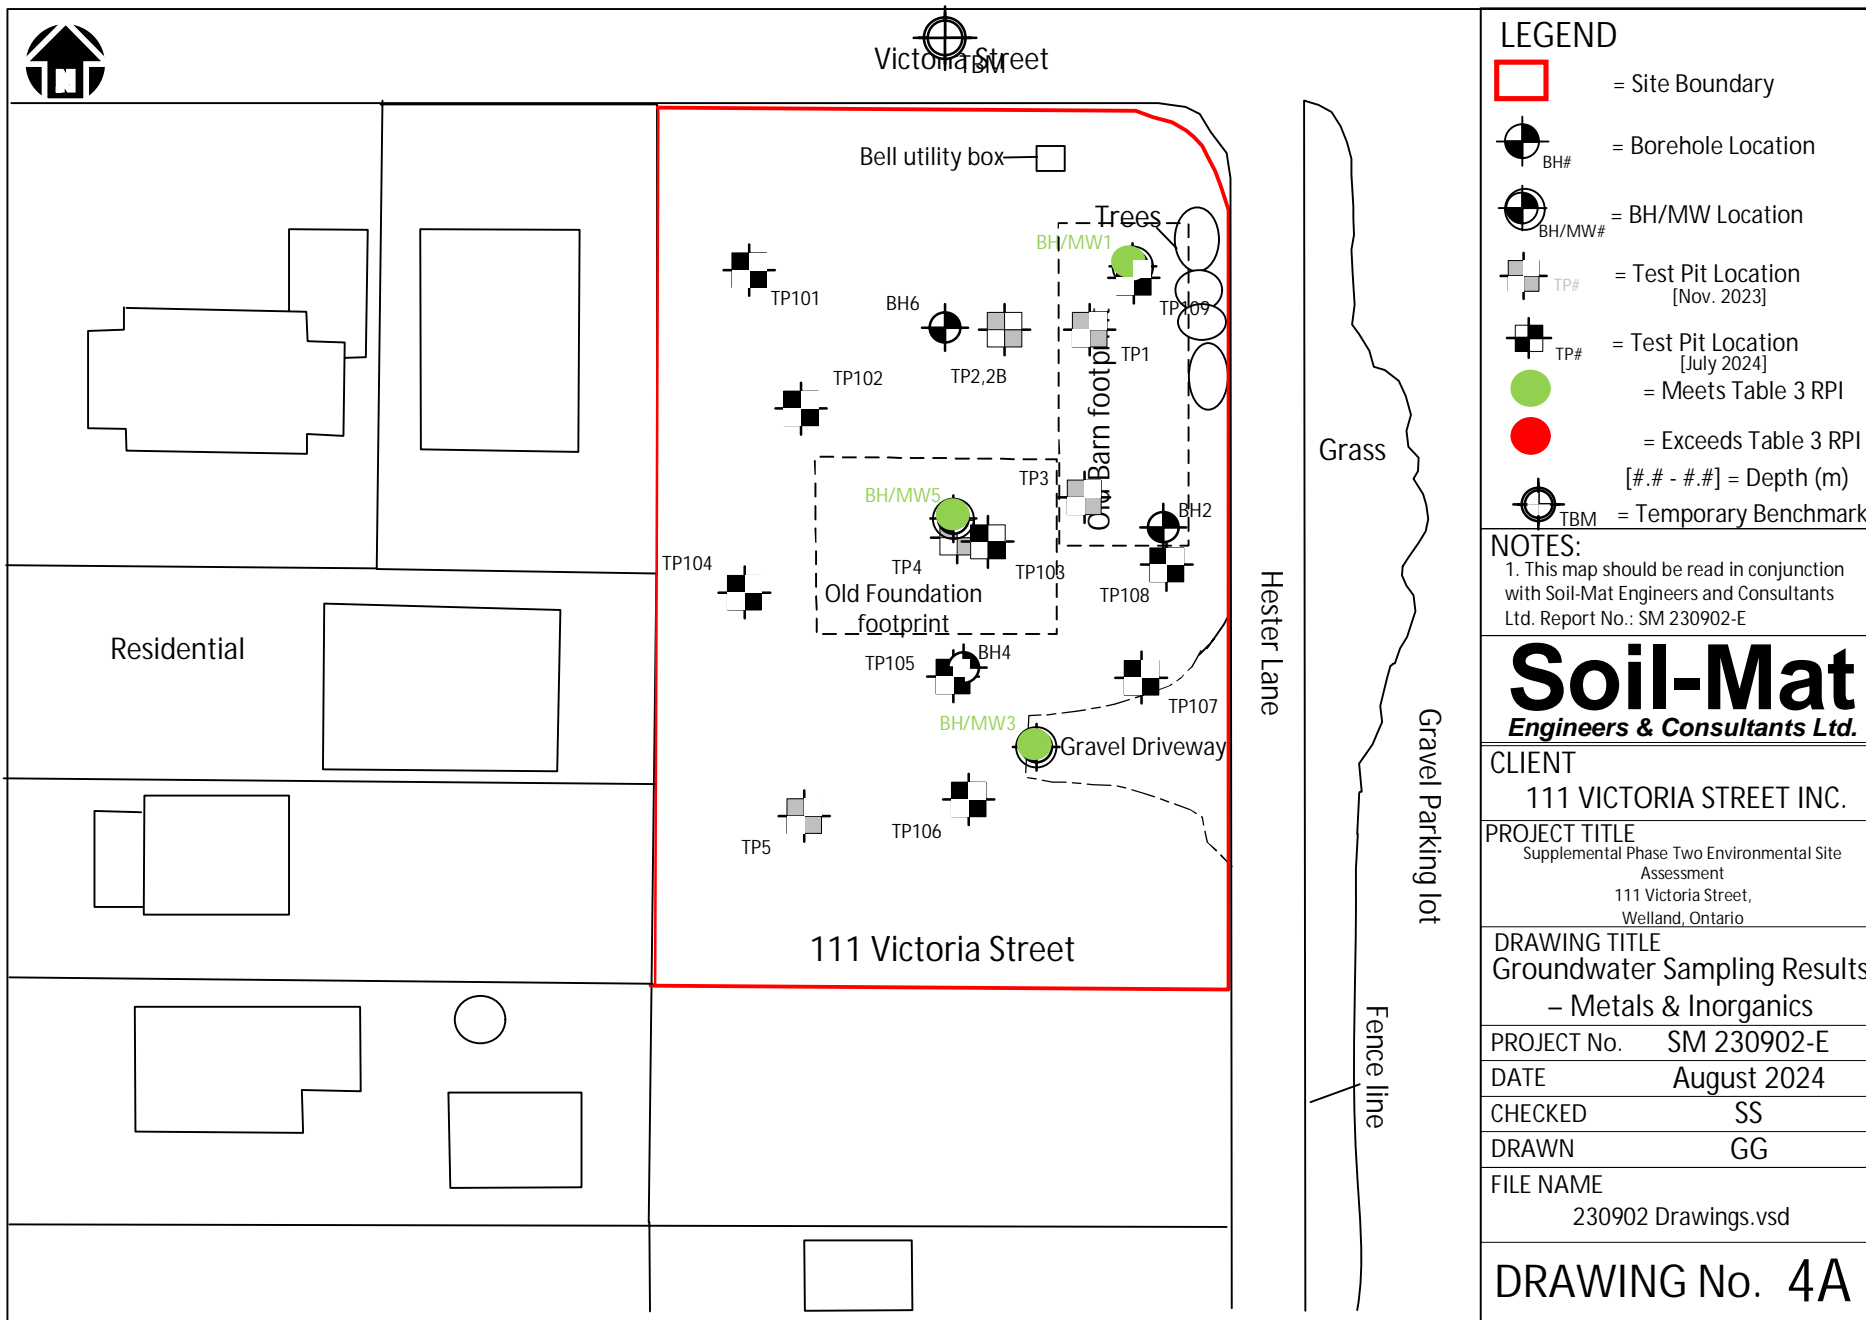 N
Victoria Street
TBM
Bell utility box
Trees
BH/MW1
TP101
TP109
BH6
TP1
TP2,2B
TP102
Old Barn footprint
TP3
BH/MW5
BH2
TP104
TP4
TP103
TP108
Old Foundation
footprint
Residential
TP105
BH4
TP107
BH/MW3
Gravel Driveway
TP106
TP5
111 Victoria Street
Hester Lane
Grass
Gravel Parking lot
Fence line
LEGEND
= Site Boundary
BH#
= Borehole Location
BH/MW#
= BH/MW Location
TP#
= Test Pit Location
[Nov. 2023]
TP#
= Test Pit Location
[July 2024]
= Meets Table 3 RPI
= Exceeds Table 3 RPI
[#.# - #.#] = Depth (m)
TBM
= Temporary Benchmark
NOTES:
1. This map should be read in conjunction
with Soil-Mat Engineers and Consultants
Ltd. Report No.: SM 230902-E
Soil-Mat
Engineers & Consultants Ltd.
CLIENT
111 VICTORIA STREET INC.
PROJECT TITLE
Supplemental Phase Two Environmental Site
Assessment
111 Victoria Street,
Welland, Ontario
DRAWING TITLE
Groundwater Sampling Results
– Metals & Inorganics
PROJECT No. SM 230902-E
DATE August 2024
CHECKED SS
DRAWN GG
FILE NAME
230902 Drawings.vsd
DRAWING No. 4A